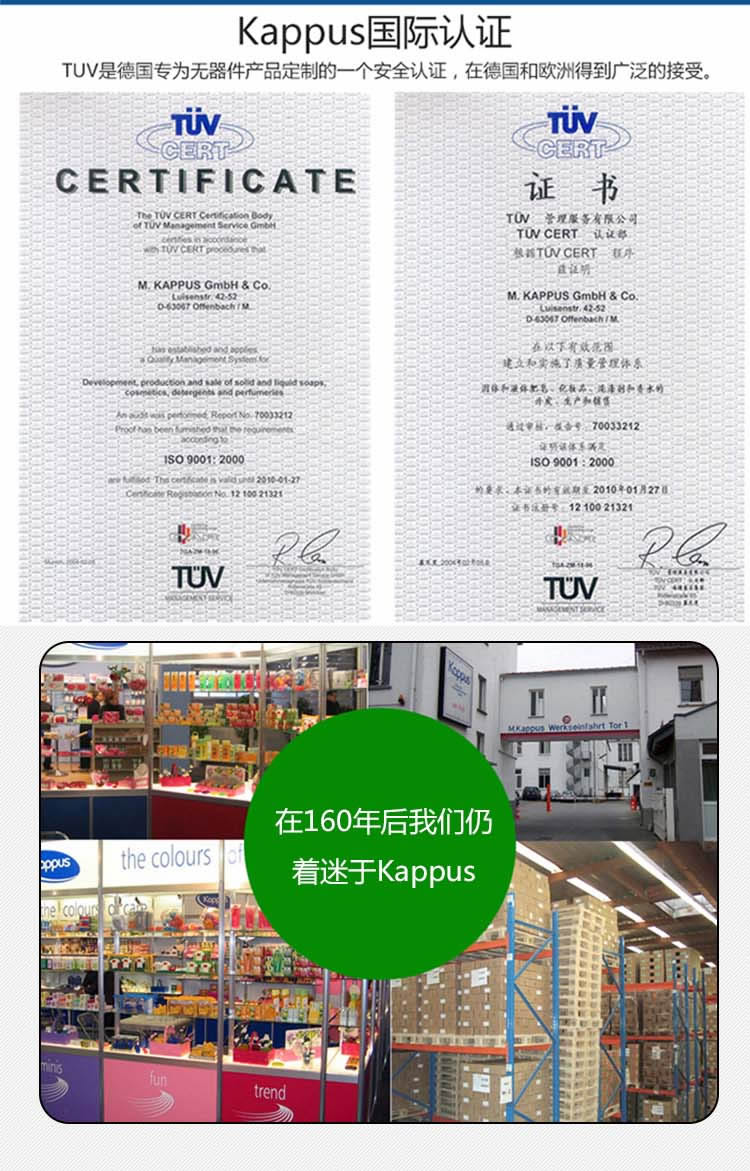 Kappus国际认证
TUV是德国专为无器件产品定制的一个安全认证，在德国和欧洲得到广泛的接受。
TÜV
CERT
CERTIFICATE
The TÜV CERT Certification Body
of TÜV Management Service GmbH
certifies in accordance
with TÜV CERT procedures that
M. KAPPUS GmbH & Co.
Luisenstr. 42-52
D-63067 Offenbach / M.
has established and applies
a Quality Management System for
Development, production and sale of solid and liquid soaps,
cosmetics, detergents and perfumeries
An audit was performed, Report No. 70033212
Proof has been furnished that the requirements
according to
ISO 9001: 2000
are fulfilled. The certificate is valid until 2010-01-27
Certificate Registration No. 12 100 21321
TGA-ZM-18-96
TÜV
MANAGEMENT SERVICE
TÜV
CERT
证 书
TÜV 管理服务有限公司
TÜV CERT 认证部
根据TÜV CERT 程序
兹证明
M. KAPPUS GmbH & Co.
Luisenstr. 42-52
D-63067 Offenbach / M.
在以下有效范围
建立和实施了质量管理体系
固体和液体肥皂、化妆品、洗涤剂和香水的
开发、生产和销售
通过审核，报告号 70033212
证明该体系满足
ISO 9001 : 2000
的要求。本证书的有效期至 2010年01月27日
证书注册号：12 100 21321
TGA-ZM-18-96
TÜV
MANAGEMENT SERVICE
Kappus
M.Kappus Werkseinfahrt Tor 1
在160年后我们仍
着迷于Kappus
the colours of
the colours of care
minis
fun
trend